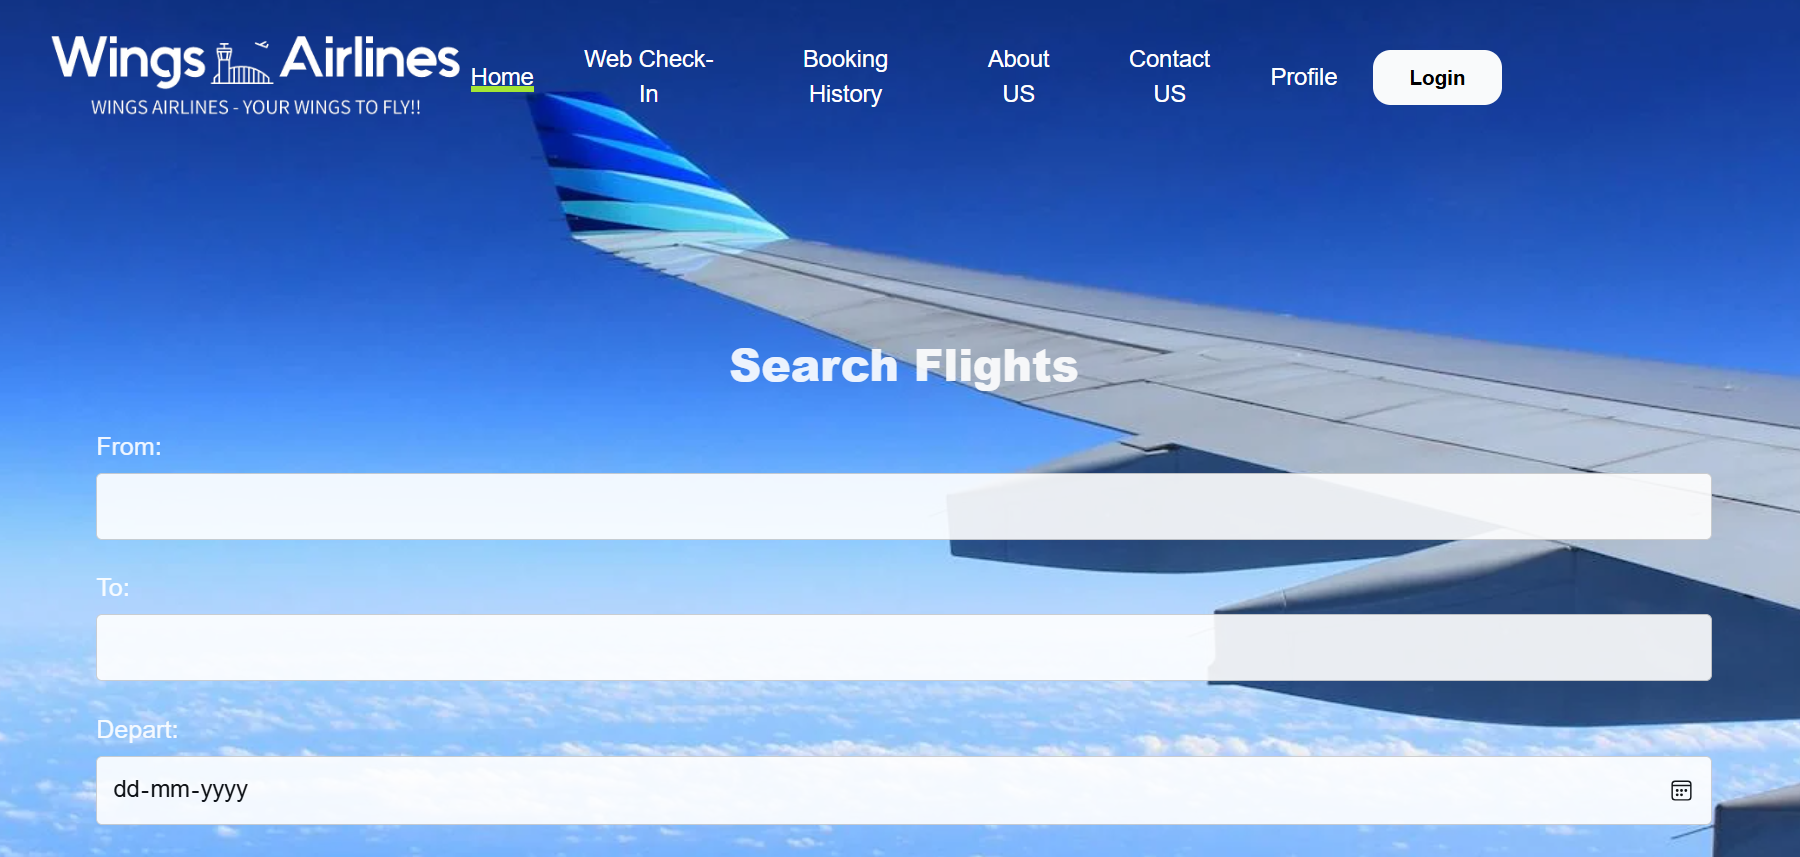 Wings Airlines
WINGS AIRLINES - YOUR WINGS TO FLY!!
Home
Web Check-
In
Booking
History
About
US
Contact
US
Profile
Login
Search Flights
From:
To:
Depart:
dd-mm-yyyy